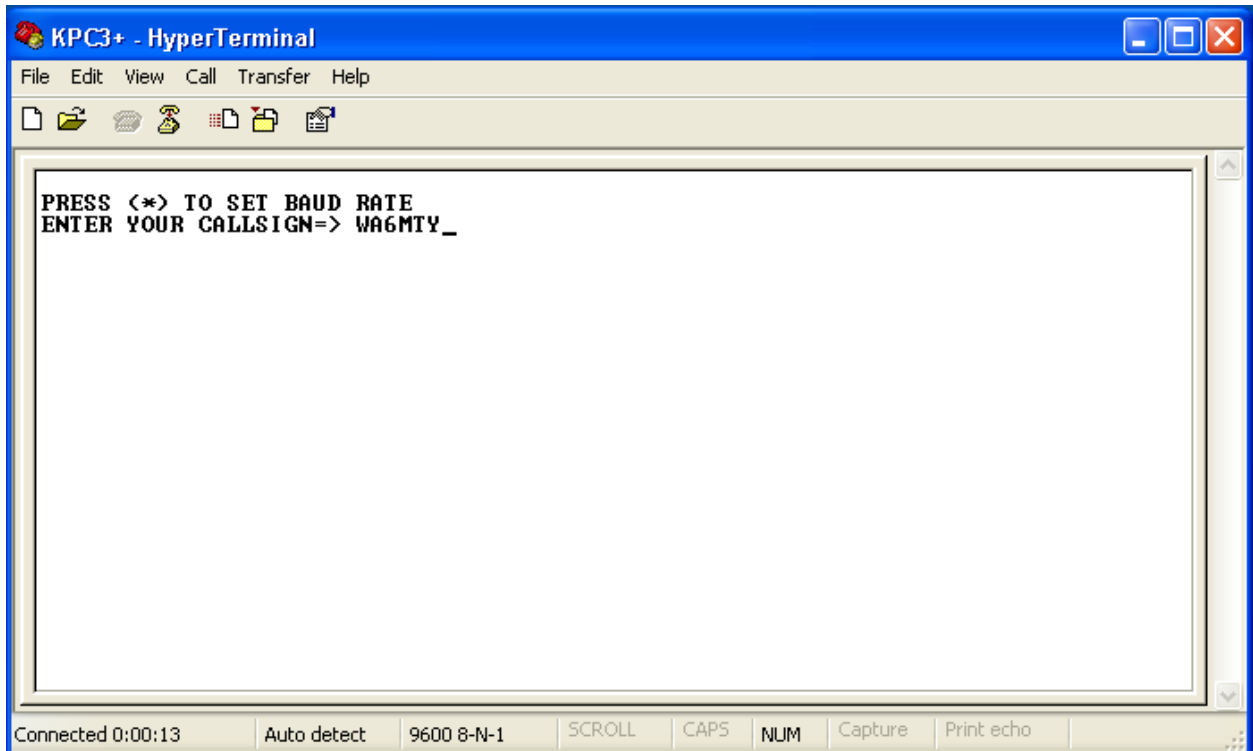 KPC3+ - HyperTerminal
File Edit View Call Transfer Help
PRESS (*) TO SET BAUD RATE
ENTER YOUR CALLSIGN=> WA6MTY_
Connected 0:00:13 Auto detect 9600 8-N-1 SCROLL CAPS NUM Capture Print echo